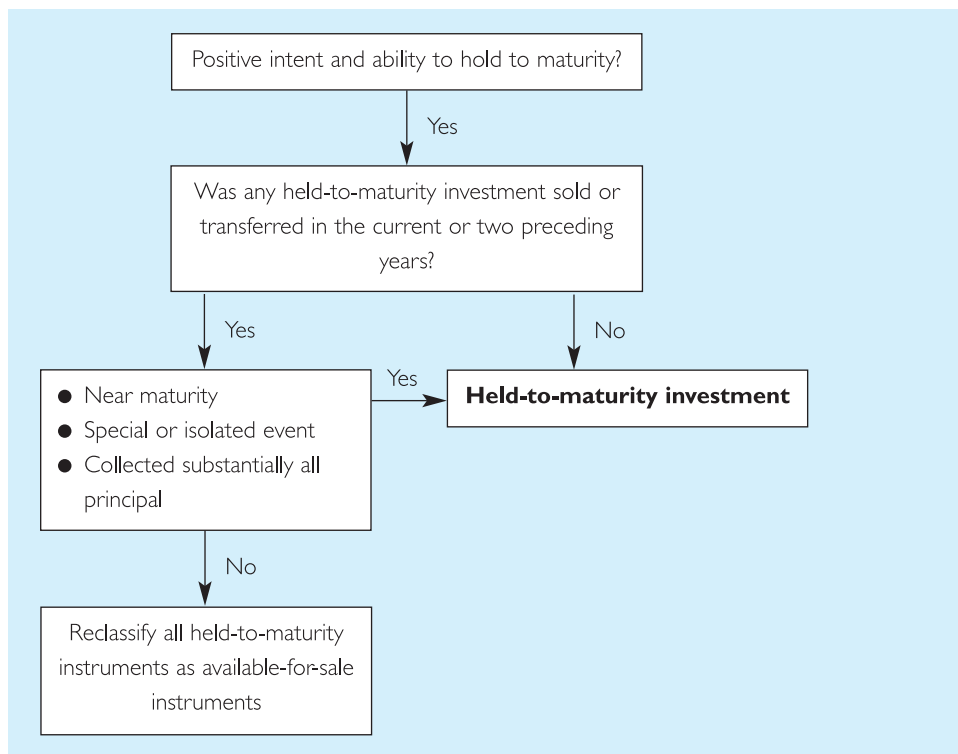 Positive intent and ability to hold to maturity?
Yes
Was any held-to-maturity investment sold or
transferred in the current or two preceding
years?
Yes
No
● Near maturity
● Special or isolated event
● Collected substantially all
principal
Yes
Held-to-maturity investment
No
Reclassify all held-to-maturity
instruments as available-for-sale
instruments